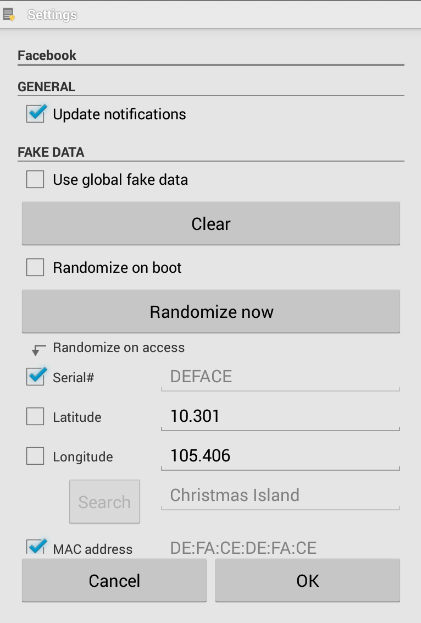 Settings
Facebook
GENERAL
Update notifications
FAKE DATA
Use global fake data
Clear
Randomize on boot
Randomize now
Randomize on access
Serial# DEFACE
Latitude 10.301
Longitude 105.406
Search Christmas Island
MAC address DE:FA:CE:DE:FA:CE
Cancel OK